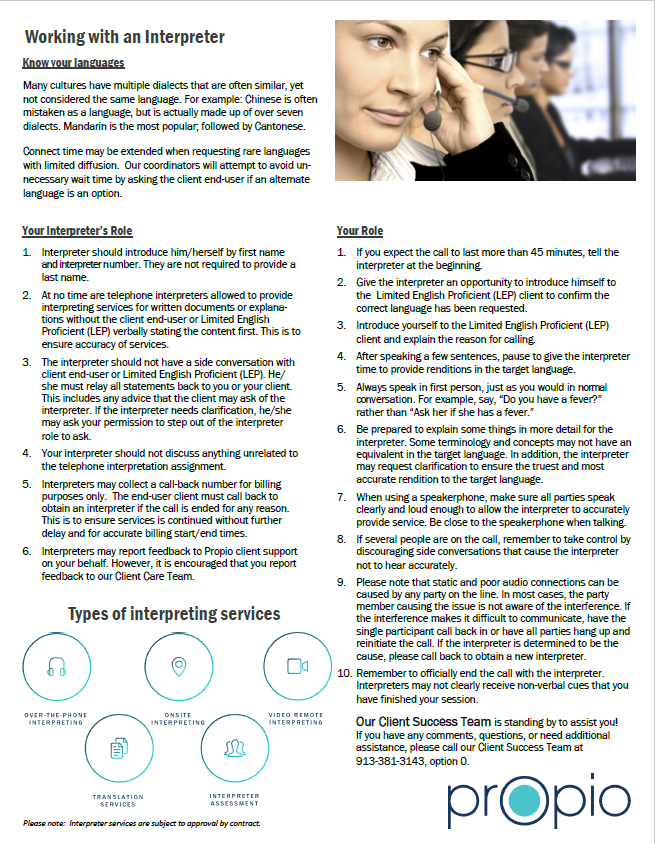 Working with an Interpreter
Know your languages
Many cultures have multiple dialects that are often similar, yet
not considered the same language. For example: Chinese is often
mistaken as a language, but is actually made up of over seven
dialects. Mandarin is the most popular; followed by Cantonese.
Connect time may be extended when requesting rare languages
with limited diffusion. Our coordinators will attempt to avoid un-
necessary wait time by asking the client end-user if an alternate
language is an option.
Your Interpreter's Role
1. Interpreter should introduce him/herself by first name
and interpreter number. They are not required to provide a
last name.
2. At no time are telephone interpreters allowed to provide
interpreting services for written documents or explana-
tions without the client end-user or Limited English
Proficient (LEP) verbally stating the content first. This is to
ensure accuracy of services.
3. The interpreter should not have a side conversation with
client end-user or Limited English Proficient (LEP). He/
she must relay all statements back to you or your client.
This includes any advice that the client may ask of the
interpreter. If the interpreter needs clarification, he/she
may ask your permission to step out of the interpreter
role to ask.
4. Your interpreter should not discuss anything unrelated to
the telephone interpretation assignment.
5. Interpreters may collect a call-back number for billing
purposes only. The end-user client must call back to
obtain an interpreter if the call is ended for any reason.
This is to ensure services is continued without further
delay and for accurate billing start/end times.
6. Interpreters may report feedback to Propio client support
on your behalf. However, it is encouraged that you report
feedback to our Client Care Team.
Types of interpreting services
OVER-THE-PHONE
INTERPRETING
ONSITE
INTERPRETING
VIDEO REMOTE
INTERPRETING
TRANSLATION
SERVICES
INTERPRETER
ASSESSMENT
Please note: Interpreter services are subject to approval by contract.
Your Role
1. If you expect the call to last more than 45 minutes, tell the
interpreter at the beginning.
2. Give the interpreter an opportunity to introduce himself to
the Limited English Proficient (LEP) client to confirm the
correct language has been requested.
3. Introduce yourself to the Limited English Proficient (LEP)
client and explain the reason for calling.
4. After speaking a few sentences, pause to give the interpreter
time to provide renditions in the target language.
5. Always speak in first person, just as you would in normal
conversation. For example, say, "Do you have a fever?"
rather than "Ask her if she has a fever."
6. Be prepared to explain some things in more detail for the
interpreter. Some terminology and concepts may not have an
equivalent in the target language. In addition, the interpreter
may request clarification to ensure the truest and most
accurate rendition to the target language.
7. When using a speakerphone, make sure all parties speak
clearly and loud enough to allow the interpreter to accurately
provide service. Be close to the speakerphone when talking.
8. If several people are on the call, remember to take control by
discouraging side conversations that cause the interpreter
not to hear accurately.
9. Please note that static and poor audio connections can be
caused by any party on the line. In most cases, the party
member causing the issue is not aware of the interference. If
the interference makes it difficult to communicate, have the
single participant call back in or have all parties hang up and
reinitiate the call. If the interpreter is determined to be the
cause, please call back to obtain a new interpreter.
10. Remember to officially end the call with the interpreter.
Interpreters may not clearly receive non-verbal cues that you
have finished your session.
Our Client Success Team is standing by to assist you!
If you have any comments, questions, or need additional
assistance, please call our Client Success Team at
913-381-3143, option 0.
propio